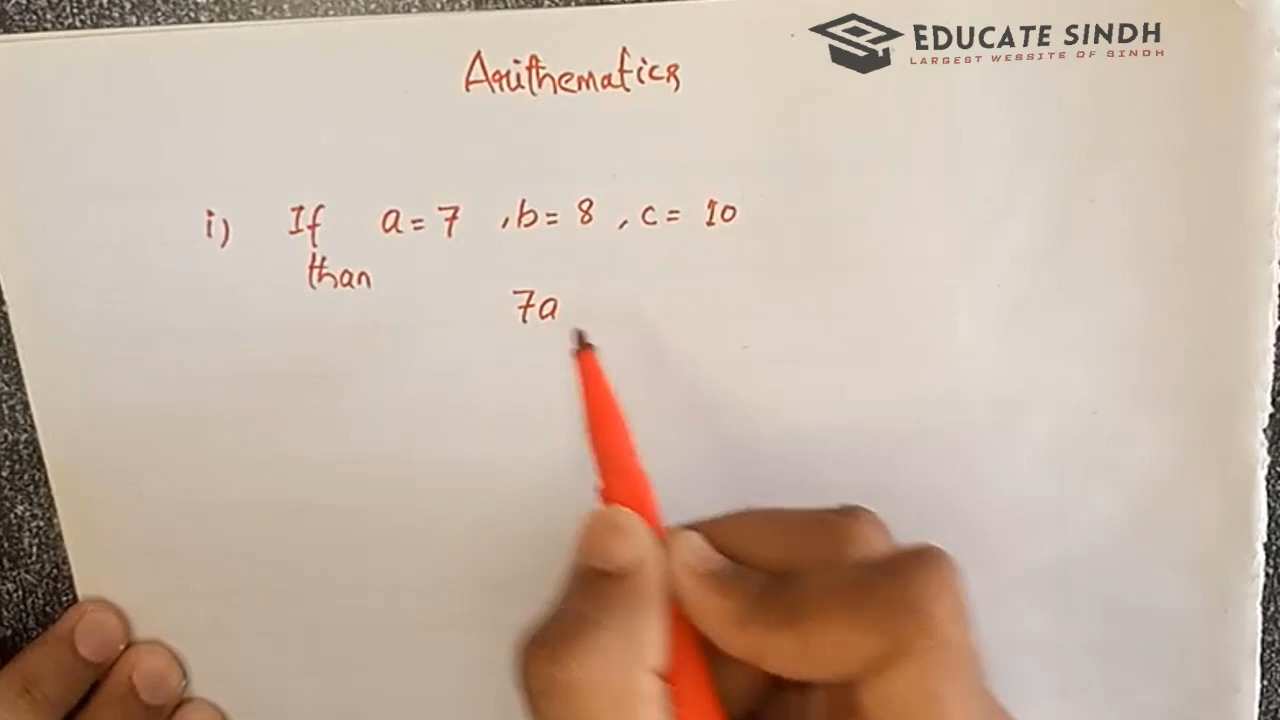 EDUCATE SINDH
LARGEST WEBSITE OF SINDH
Arithematics
i) If a = 7 , b = 8 , c = 10
than
7a